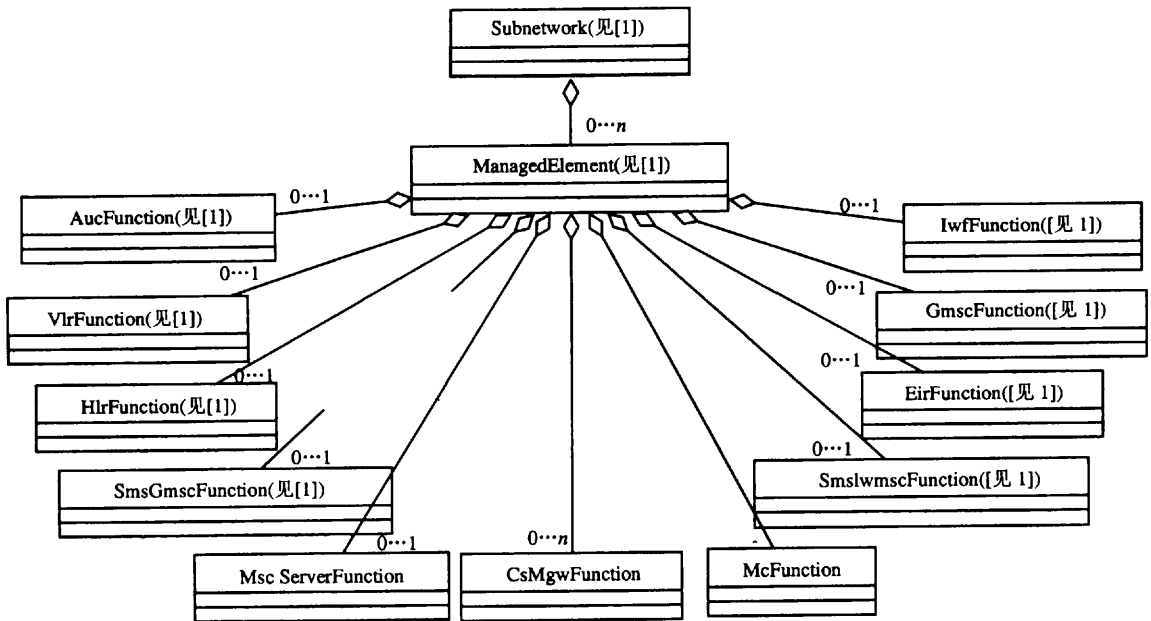 Subnetwork(见[1])
0···n
ManagedElement(见[1])
0···1
0···1
AucFunction(见[1])
IwfFunction([见 1])
0···1
0···1
VlrFunction(见[1])
GmscFunction([见 1])
0···1
0···1
HlrFunction(见[1])
EirFunction([见 1])
0···1
0···1
SmsGmscFunction(见[1])
SmslwmscFunction([见 1])
0···1
0···n
Msc ServerFunction
CsMgwFunction
McFunction